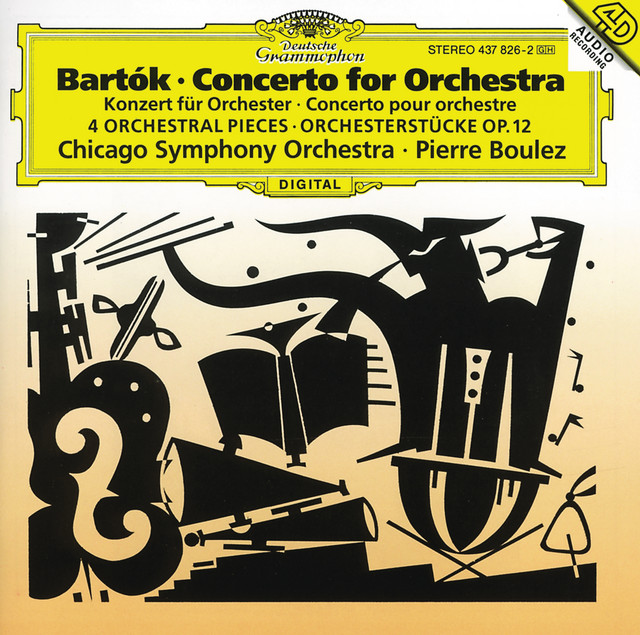 4D
AUDIO
RECORDING
Deutsche
Grammophon
STEREO 437 826-2 GH
Bartók · Concerto for Orchestra
Konzert für Orchester · Concerto pour orchestre
4 ORCHESTRAL PIECES · ORCHESTERSTÜCKE OP. 12
Chicago Symphony Orchestra · Pierre Boulez
DIGITAL